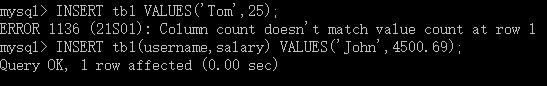 mysql> INSERT tb1 VALUES('Tom',25);
ERROR 1136 (21S01): Column count doesn't match value count at row 1
mysql> INSERT tb1(username,salary) VALUES('John',4500.69);
Query OK, 1 row affected (0.00 sec)